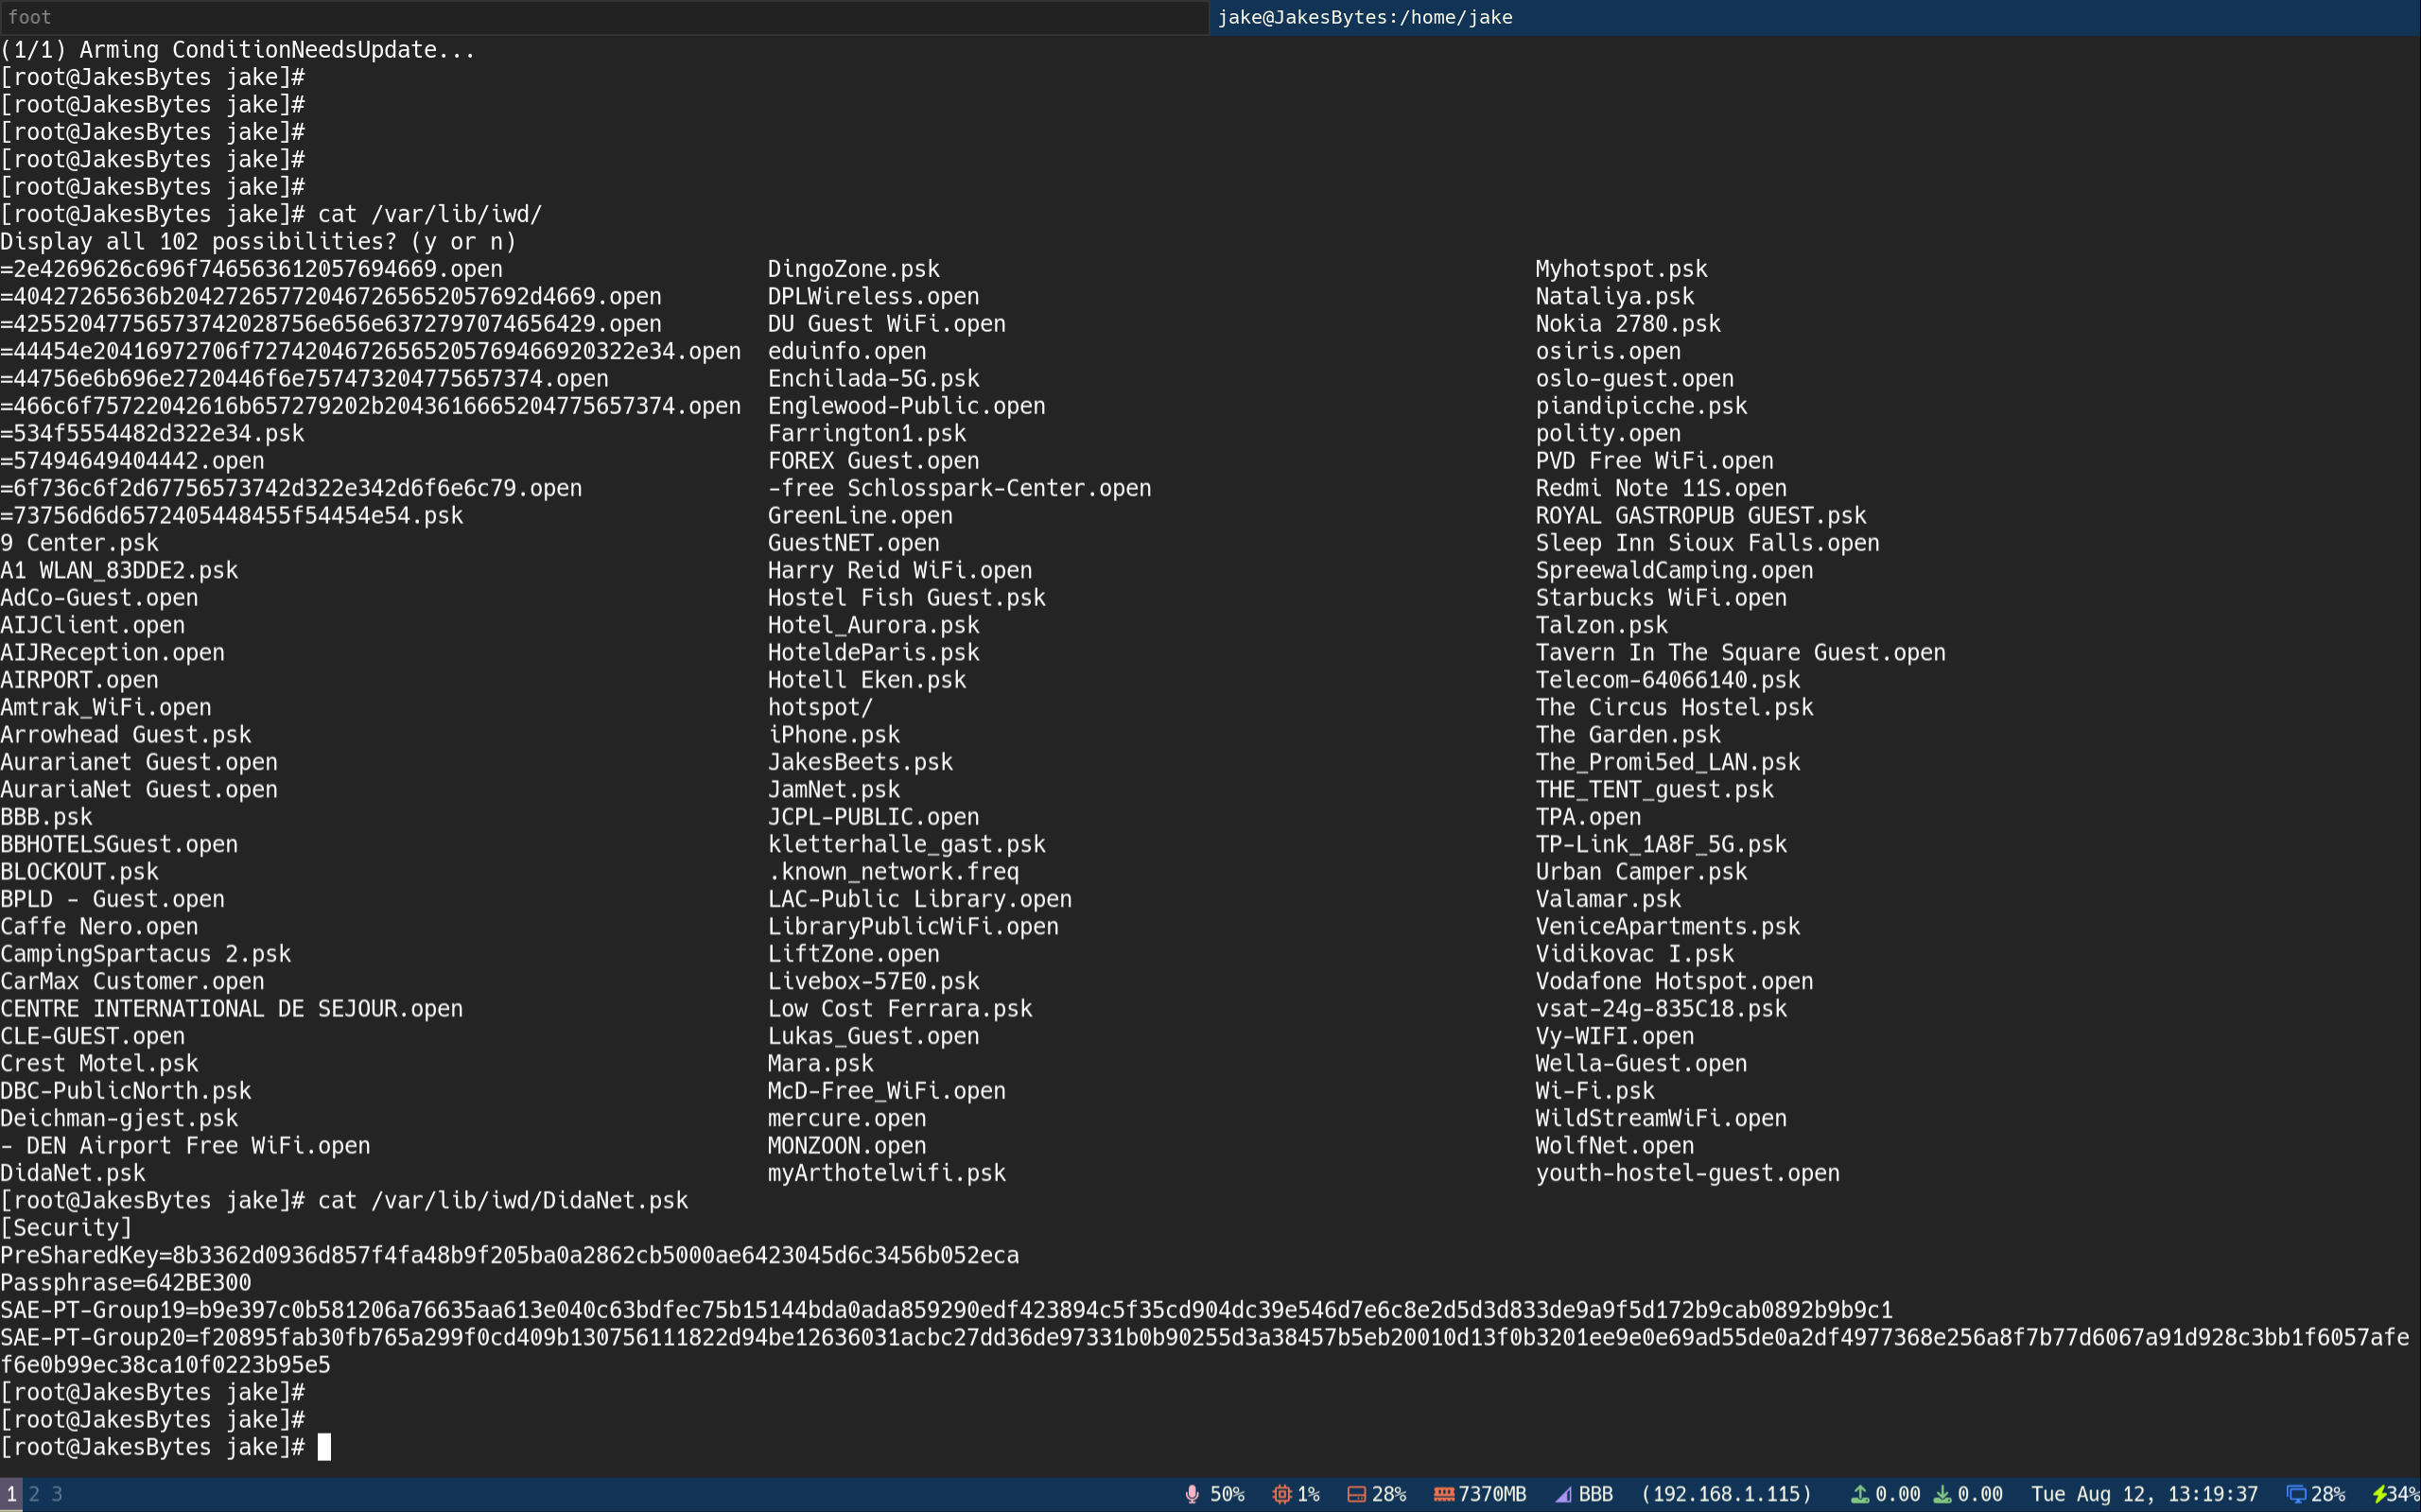 foot jake@JakesBytes:/home/jake
(1/1) Arming ConditionNeedsUpdate...
[root@JakesBytes jake]#
[root@JakesBytes jake]#
[root@JakesBytes jake]#
[root@JakesBytes jake]#
[root@JakesBytes jake]#
[root@JakesBytes jake]# cat /var/lib/iwd/
Display all 102 possibilities? (y or n)
=2e4269626c696f746563612057694669.open DingoZone.psk Myhotspot.psk
=40427265636b204272657720467265652057692d4669.open DPLWireless.open Nataliya.psk
=42552047756573742028756e656e6372797074656429.open DU Guest WiFi.open Nokia 2780.psk
=44454e20416972706f72742046726565205769466920322e34.open eduinfo.open osiris.open
=44756e6b696e2720446f6e757473204775657374.open Enchilada-5G.psk oslo-guest.open
=466c6f75722042616b657279202b2043616665204775657374.open Englewood-Public.open piandipicche.psk
=534f5554482d322e34.psk Farrington1.psk polity.open
=57494649404442.open FOREX Guest.open PVD Free WiFi.open
=6f736c6f2d67756573742d322e342d6f6e6c79.open -free Schlosspark-Center.open Redmi Note 11S.open
=73756d6d6572405448455f54454e54.psk GreenLine.open ROYAL GASTROPUB GUEST.psk
9 Center.psk GuestNET.open Sleep Inn Sioux Falls.open
A1 WLAN_83DDE2.psk Harry Reid WiFi.open SpreewaldCamping.open
AdCo-Guest.open Hostel Fish Guest.psk Starbucks WiFi.open
AIJClient.open Hotel_Aurora.psk Talzon.psk
AIJReception.open HoteldeParis.psk Tavern In The Square Guest.open
AIRPORT.open Hotell Eken.psk Telecom-64066140.psk
Amtrak_WiFi.open hotspot/ The Circus Hostel.psk
Arrowhead Guest.psk iPhone.psk The Garden.psk
Aurarianet Guest.open JakesBeets.psk The_Promi5ed_LAN.psk
AurariaNet Guest.open JamNet.psk THE_TENT_guest.psk
BBB.psk JCPL-PUBLIC.open TPA.open
BBHOTELSGuest.open kletterhalle_gast.psk TP-Link_1A8F_5G.psk
BLOCKOUT.psk .known_network.freq Urban Camper.psk
BPLD - Guest.open LAC-Public Library.open Valamar.psk
Caffe Nero.open LibraryPublicWiFi.open VeniceApartments.psk
CampingSpartacus 2.psk LiftZone.open Vidikovac I.psk
CarMax Customer.open Livebox-57E0.psk Vodafone Hotspot.open
CENTRE INTERNATIONAL DE SEJOUR.open Low Cost Ferrara.psk vsat-24g-835C18.psk
CLE-GUEST.open Lukas_Guest.open Vy-WIFI.open
Crest Motel.psk Mara.psk Wella-Guest.open
DBC-PublicNorth.psk McD-Free_WiFi.open Wi-Fi.psk
Deichman-gjest.psk mercure.open WildStreamWiFi.open
- DEN Airport Free WiFi.open MONZOON.open WolfNet.open
DidaNet.psk myArthotelwifi.psk youth-hostel-guest.open
[root@JakesBytes jake]# cat /var/lib/iwd/DidaNet.psk
[Security]
PreSharedKey=8b3362d0936d857f4fa48b9f205ba0a2862cb5000ae6423045d6c3456b052eca
Passphrase=642BE300
SAE-PT-Group19=b9e397c0b581206a76635aa613e040c63bdfec75b15144bda0ada859290edf423894c5f35cd904dc39e546d7e6c8e2d5d3d833de9a9f5d172b9cab0892b9b9c1
SAE-PT-Group20=f20895fab30fb765a299f0cd409b130756111822d94be12636031acbc27dd36de97331b0b90255d3a38457b5eb20010d13f0b3201ee9e0e69ad55de0a2df4977368e256a8f7b77d6067a91d928c3bb1f6057afe
f6e0b99ec38ca10f0223b95e5
[root@JakesBytes jake]#
[root@JakesBytes jake]#
[root@JakesBytes jake]#
1 2 3 50% 1% 28% 7370MB BBB (192.168.1.115) 0.00 0.00 Tue Aug 12, 13:19:37 28% 34%